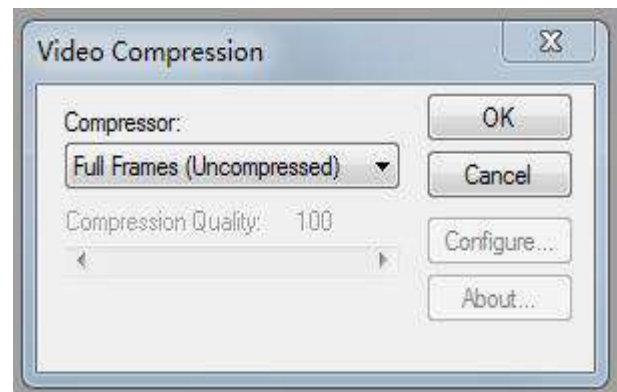 Video Compression
Compressor:
Full Frames (Uncompressed)
Compression Quality: 100
OK
Cancel
Configure...
About...